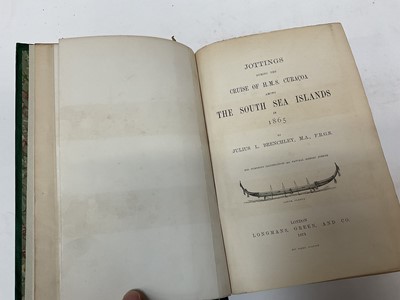 JOTTINGS
DURING THE
CRUISE OF H.M.S. CURAÇOA
AMONG
THE SOUTH SEA ISLANDS
IN
1865
BY
JULIUS L. BRENCHLEY, M.A., F.R.G.S.
LONDON
LONGMANS, GREEN, AND CO.